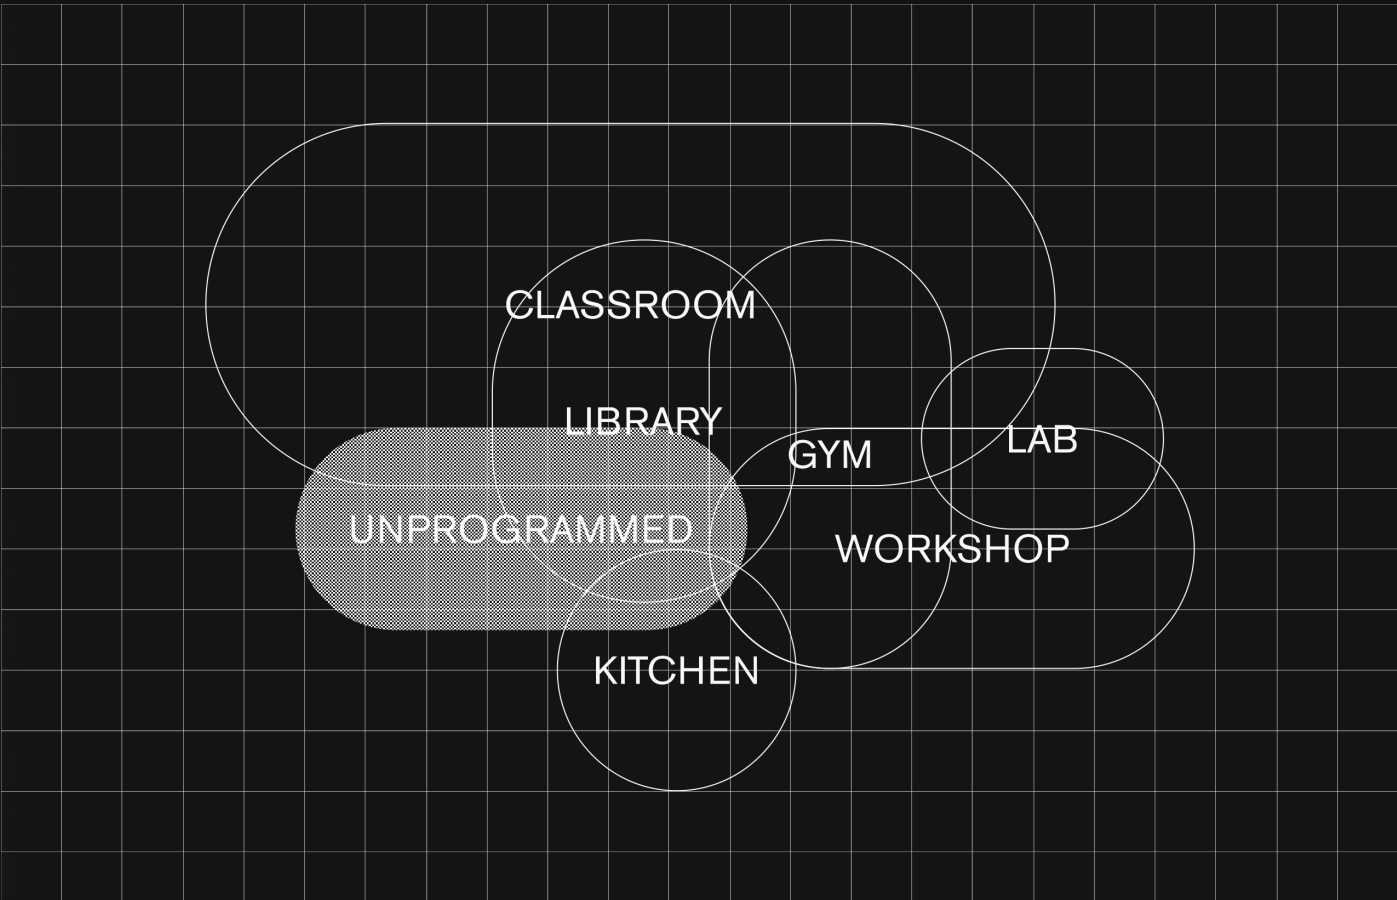 CLASSROOM
LIBRARY
GYM
LAB
UNPROGRAMMED
WORKSHOP
KITCHEN